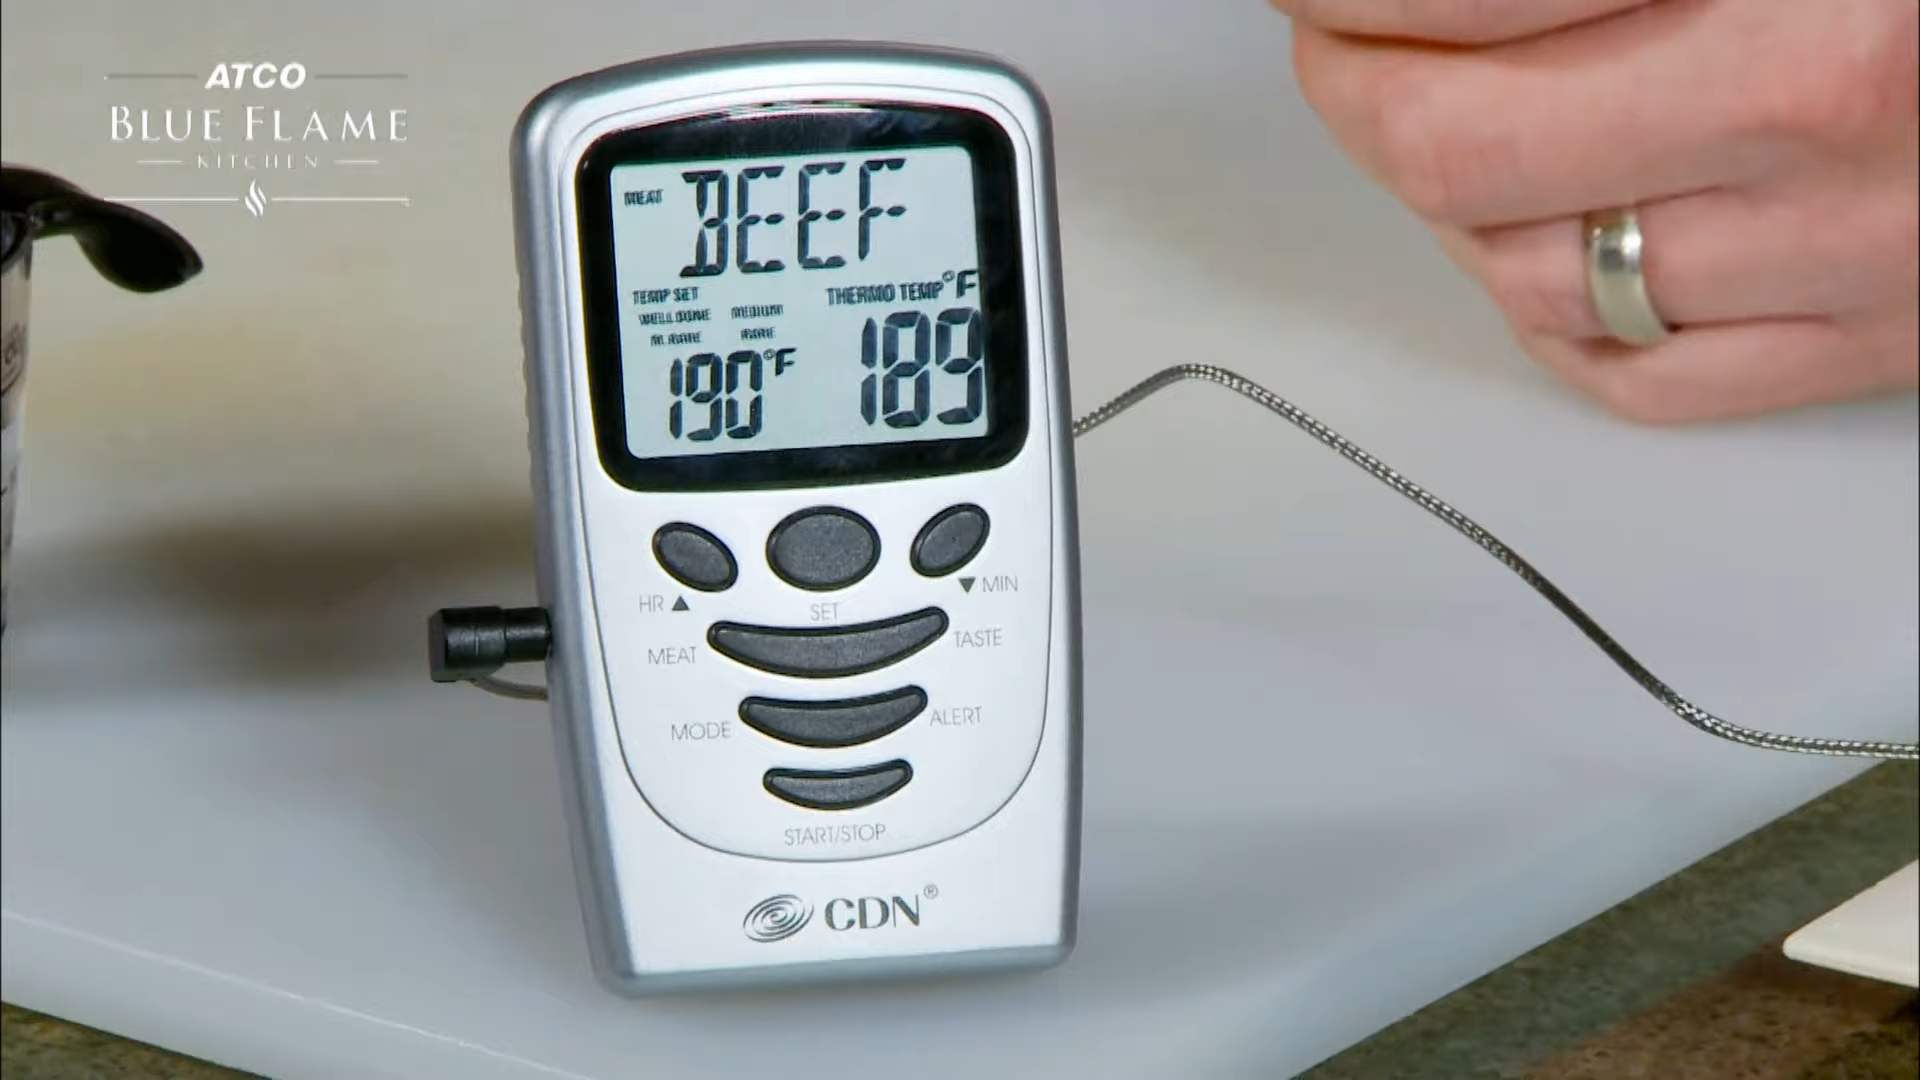 ATCO
BLUE FLAME
KITCHEN
MEAT BEEF
TEMP SET
THERMO TEMP °F
WELL DONE MEDIUM
M. RARE RARE
190°F
189
HR ▲
SET
▼ MIN
MEAT
TASTE
MODE
ALERT
START/STOP
CDN®